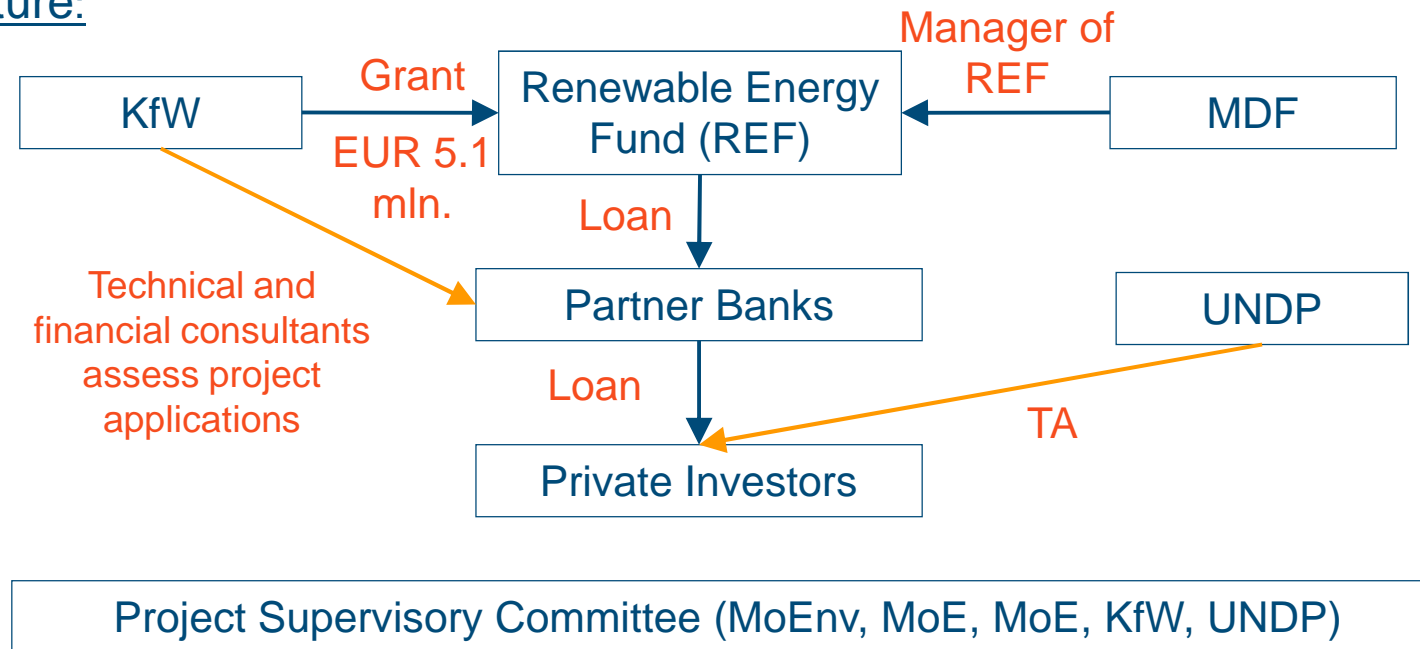 ture:
Manager of
REF
Grant
KfW
Renewable Energy
Fund (REF)
MDF
EUR 5.1
mln.
Loan
Technical and
financial consultants
assess project
applications
Partner Banks
UNDP
Loan
TA
Private Investors
Project Supervisory Committee (MoEnv, MoE, MoE, KfW, UNDP)